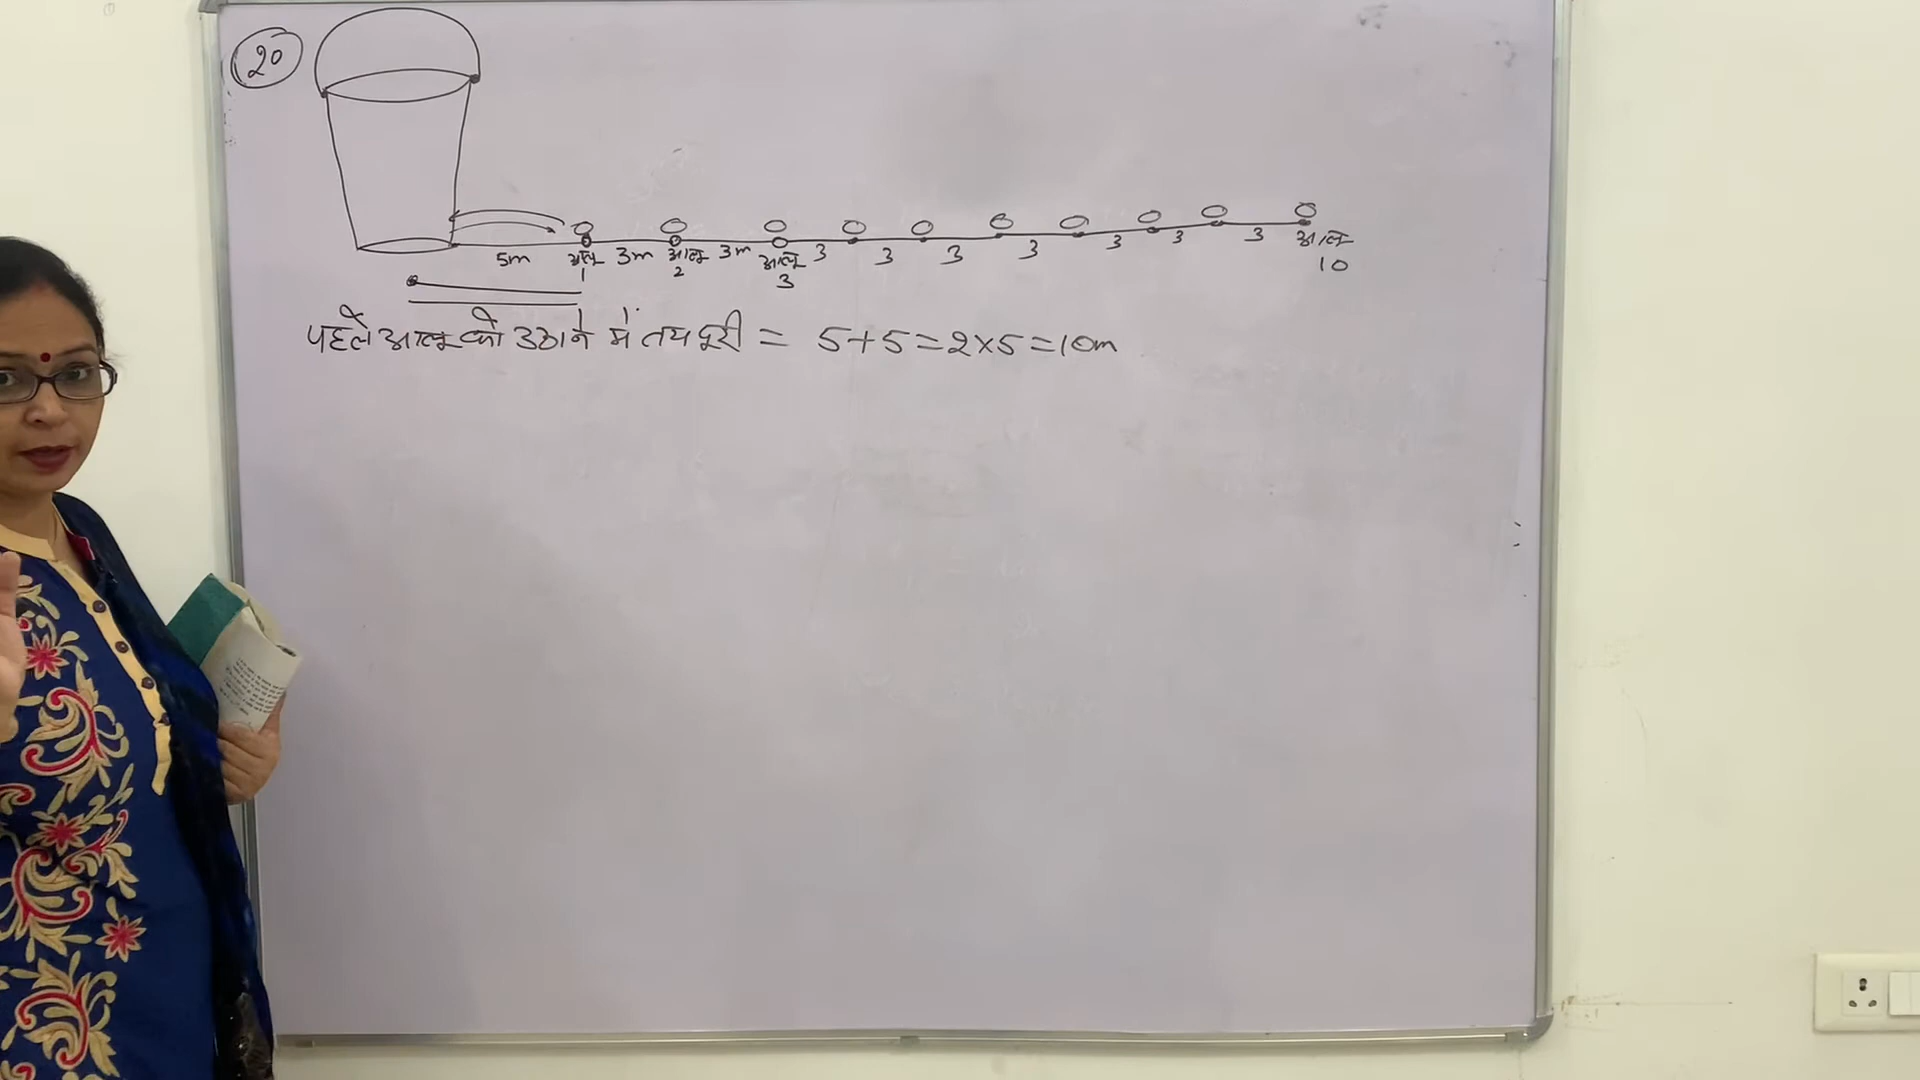 20
5m आलू 3m आलू 3m आलू 3 3 3 3 3 3 3 आलू
1 2 3 10
पहले आलू को उठाने में तय दूरी = 5+5=2×5=10m